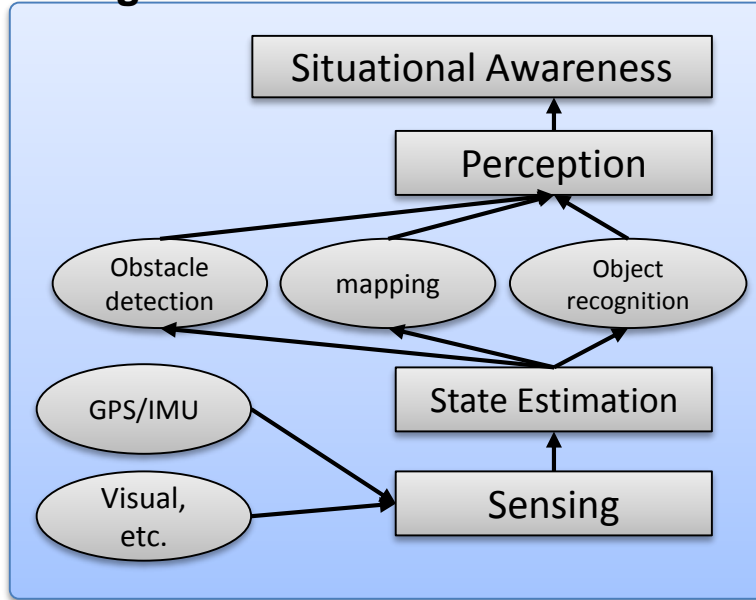 Situational Awareness
Perception
Obstacle
detection
mapping
Object
recognition
GPS/IMU
State Estimation
Visual,
etc.
Sensing